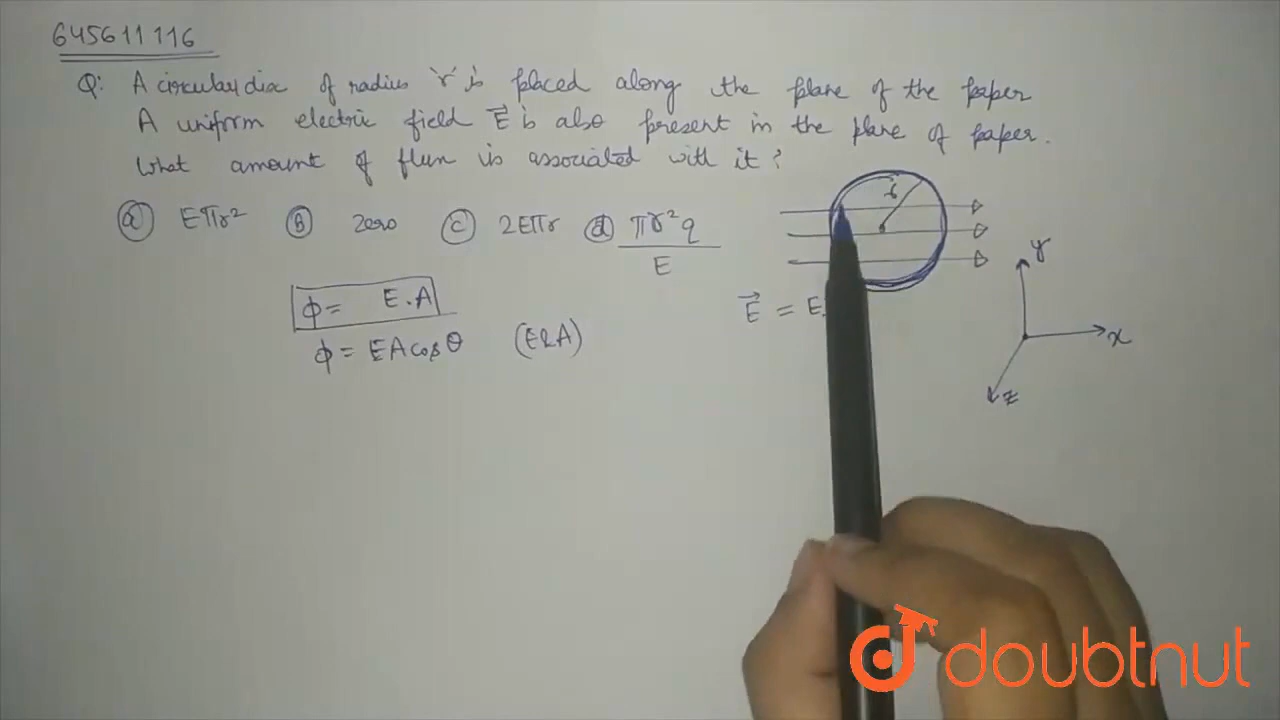 645611116
Q: A circular disc of radius 'r' is placed along the plane of the paper
A uniform electric field E⃗ is also present in the plane of paper.
What amount of flux is associated with it?
ⓐ Eπr² Ⓑ Zero ⓒ 2Eπr ⓓ πr²q/E
r
ϕ = E.A
E⃗ = E
ϕ = EA cosθ (E&A)
Y
x
z
doubtnut